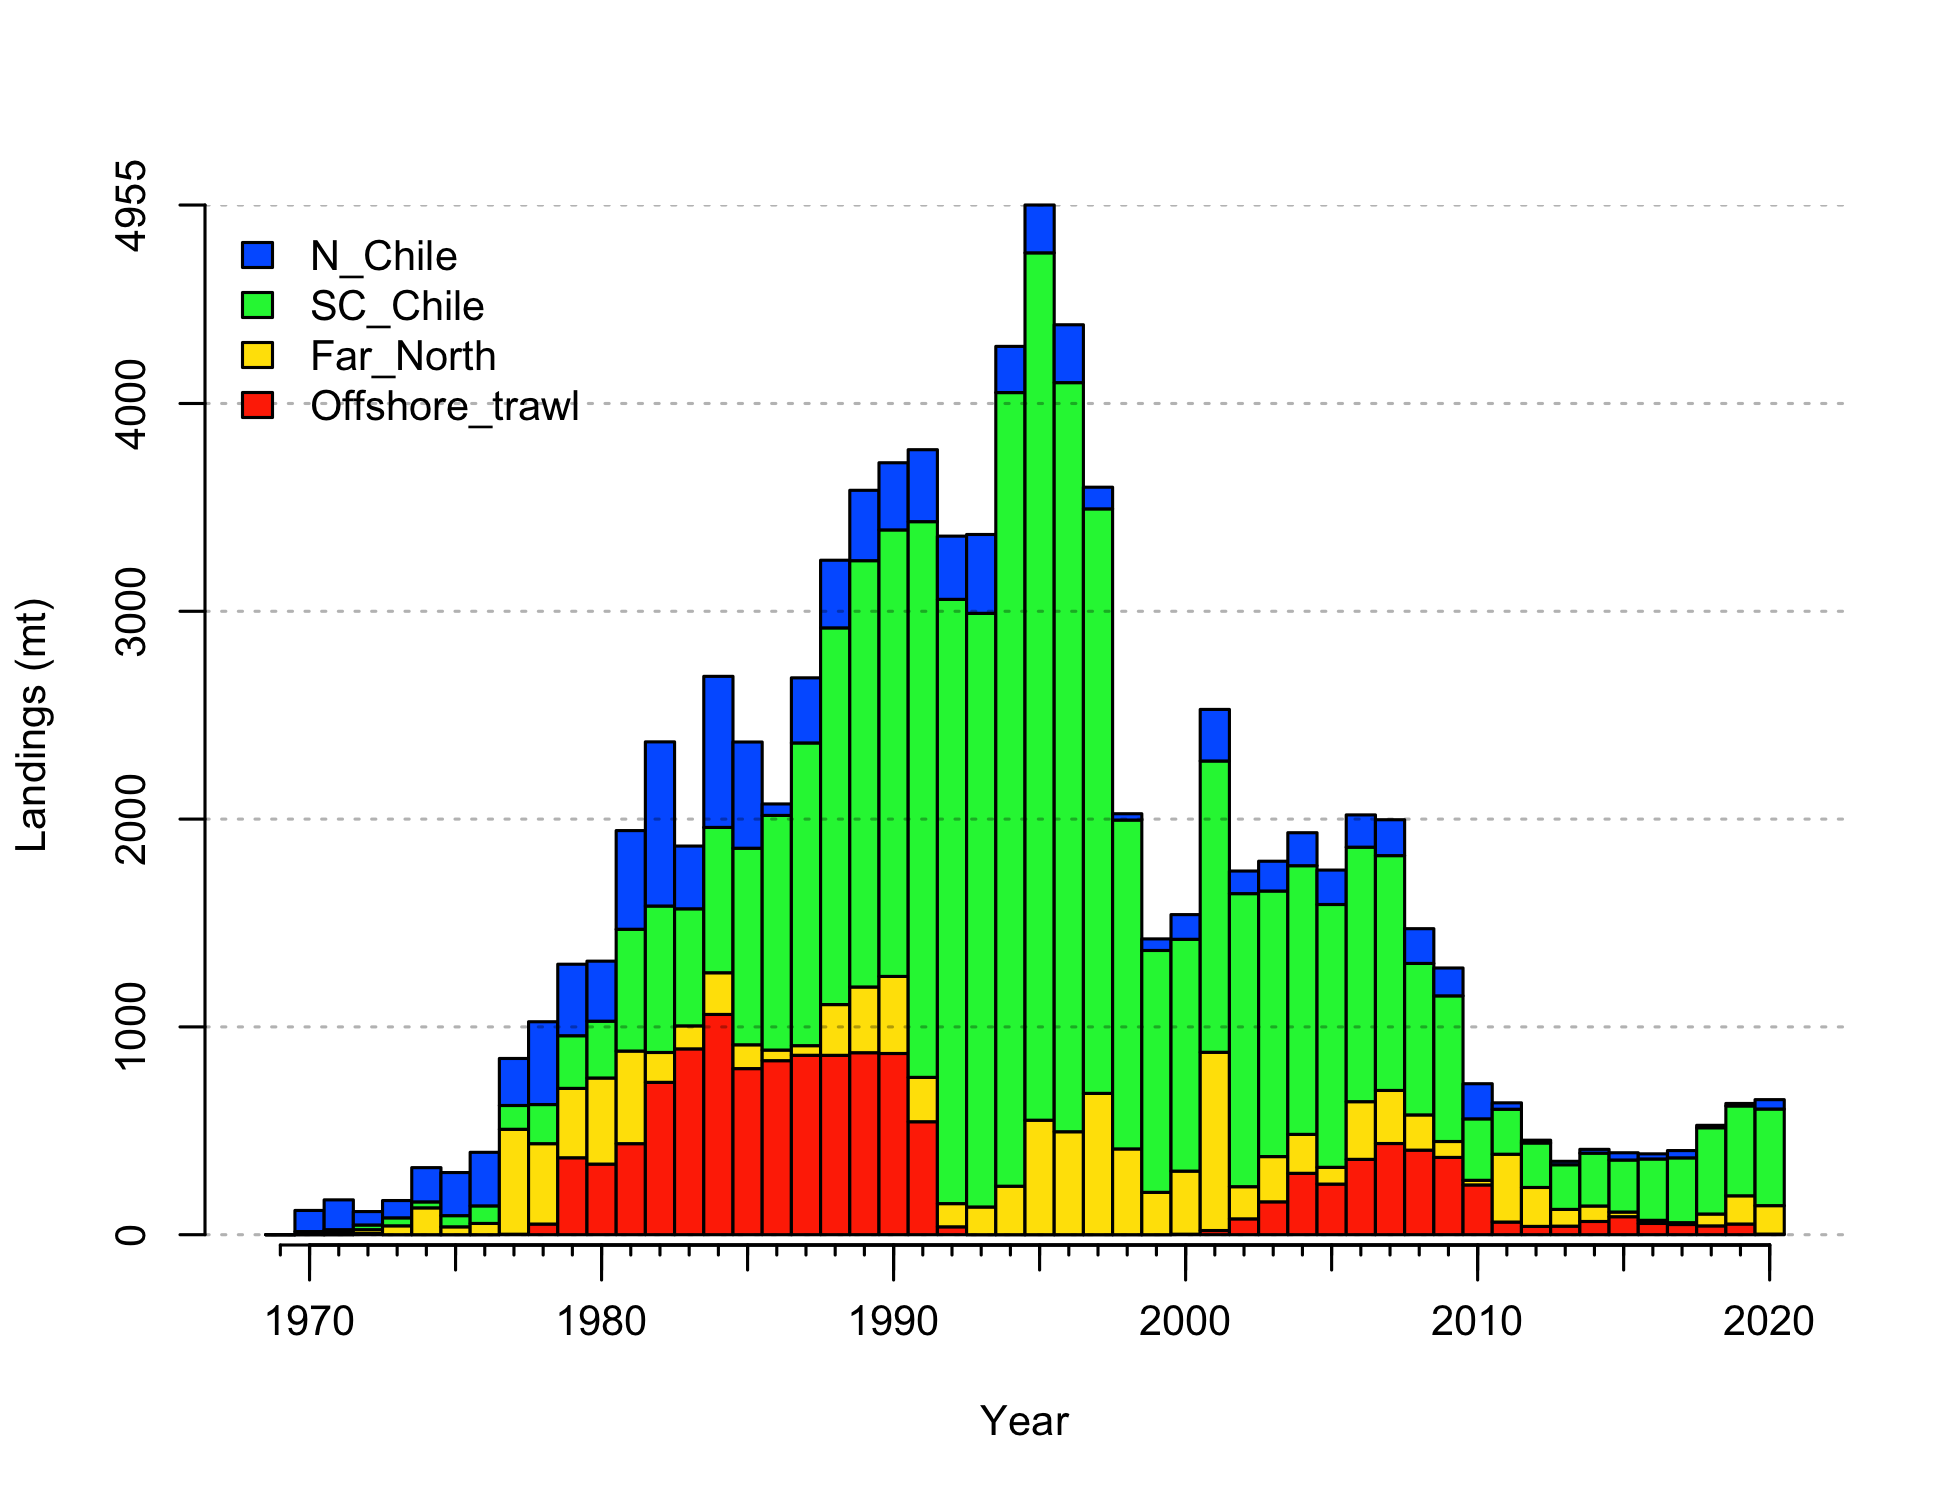 4955
4000
3000
2000
1000
0
Landings (mt)
N_Chile
SC_Chile
Far_North
Offshore_trawl
1970 1980 1990 2000 2010 2020
Year